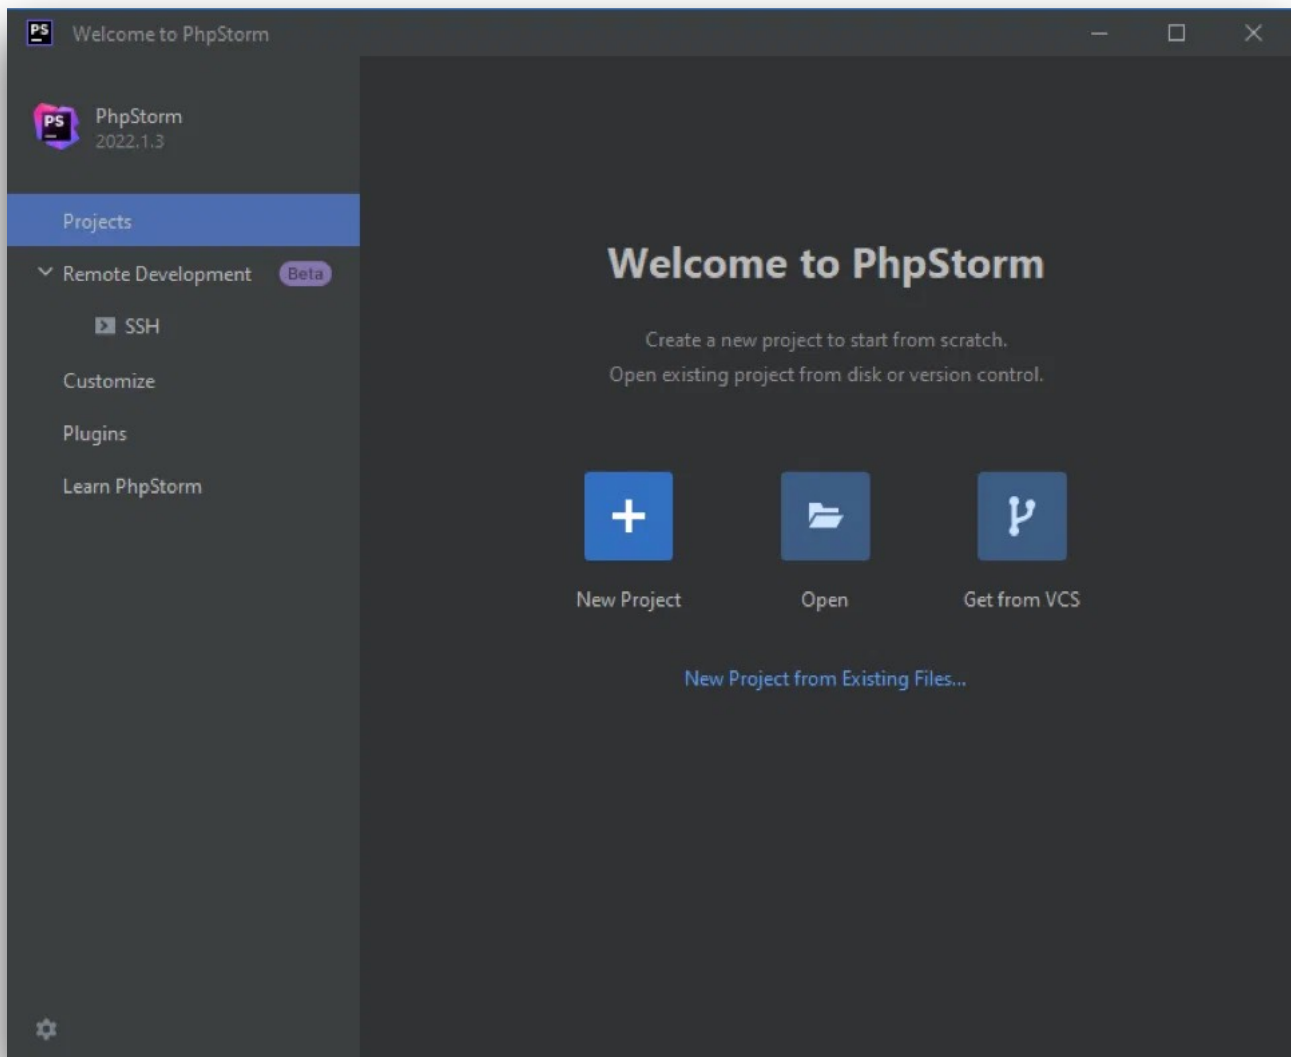 PS
Welcome to PhpStorm
PS
PhpStorm
2022.1.3
Projects
Remote Development Beta
SSH
Customize
Plugins
Learn PhpStorm
Welcome to PhpStorm
Create a new project to start from scratch.
Open existing project from disk or version control.
New Project Open Get from VCS
New Project from Existing Files...